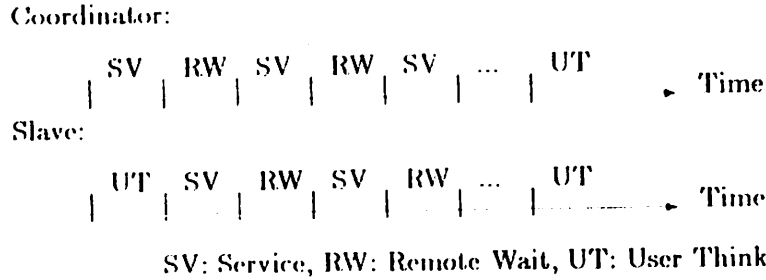 Coordinator:
SV RW SV RW SV ... UT
Time
Slave:
UT SV RW SV RW ... UT
Time
SV: Service, RW: Remote Wait, UT: User Think